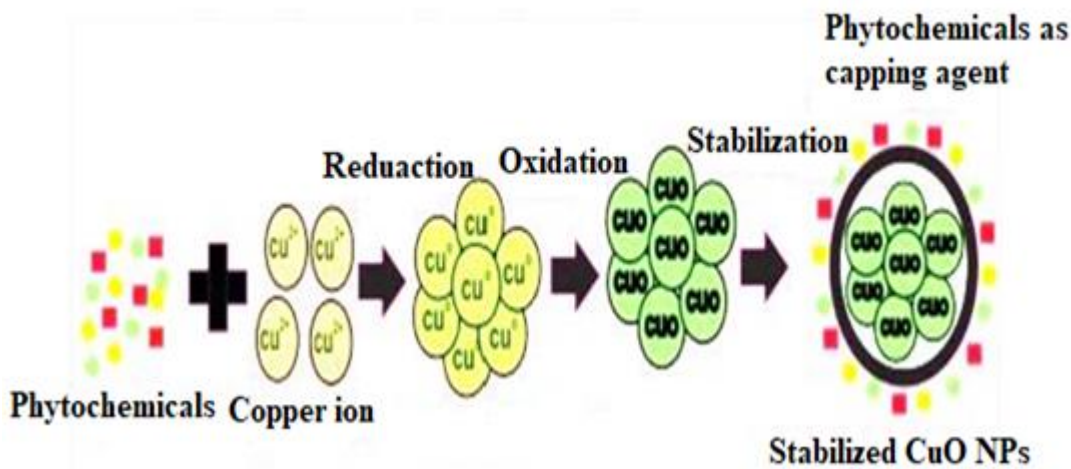 Phytochemicals as
capping agent
Reduaction
Oxidation
Stabilization
cu²⁺ cu²⁺
cu²⁺ cu²⁺
cu⁰
cu⁰ cu⁰
cu⁰
cu⁰ cu⁰
cu⁰
CUO
CUO CUO
CUO
CUO CUO
CUO
CUO
CUO CUO
CUO
CUO CUO
CUO
Phytochemicals
Copper ion
Stabilized CuO NPs